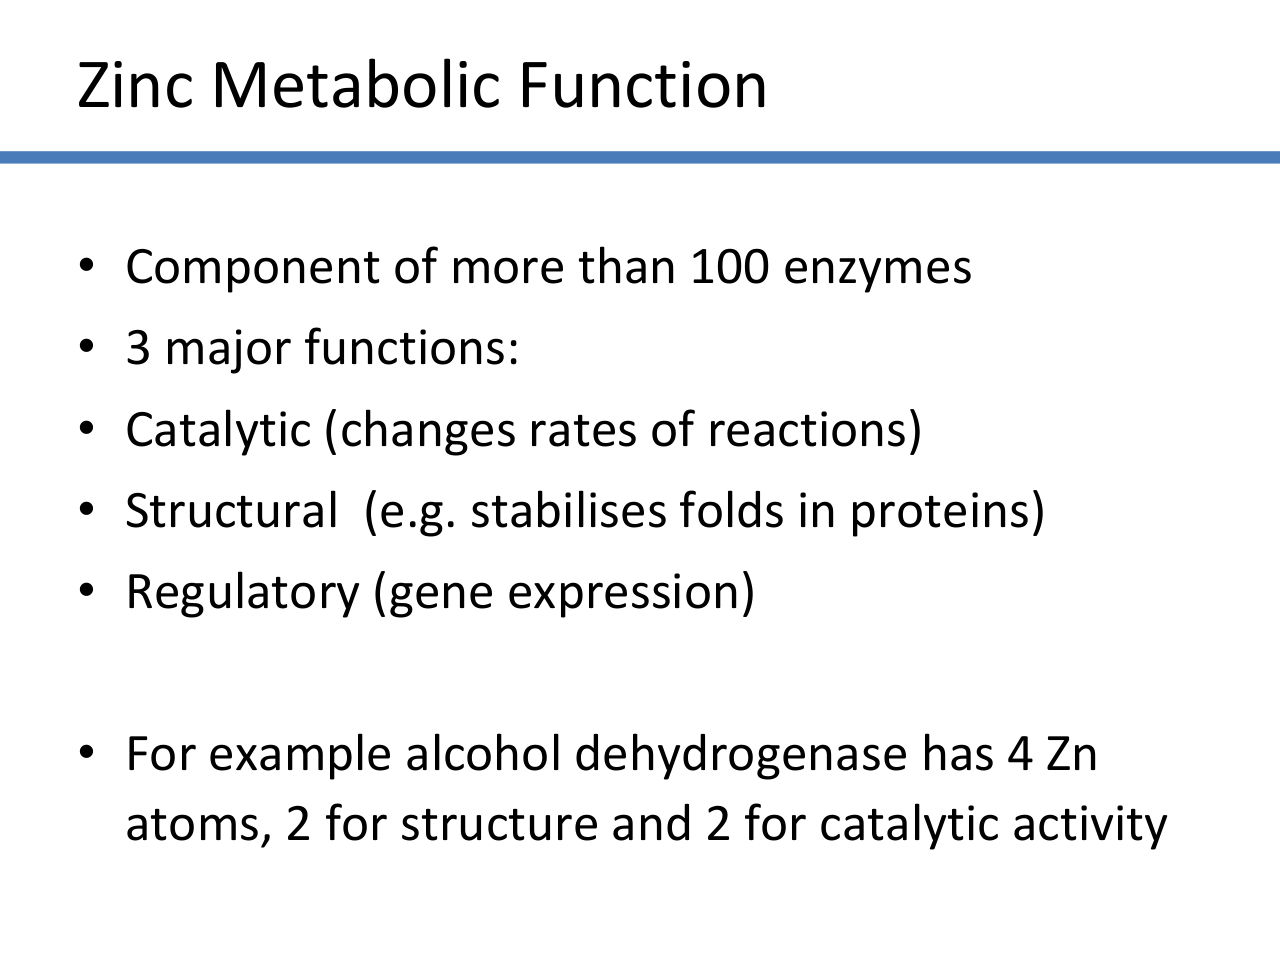 Zinc Metabolic Function
• Component of more than 100 enzymes
• 3 major functions:
• Catalytic (changes rates of reactions)
• Structural  (e.g. stabilises folds in proteins)
• Regulatory (gene expression)
• For example alcohol dehydrogenase has 4 Zn
atoms, 2 for structure and 2 for catalytic activity